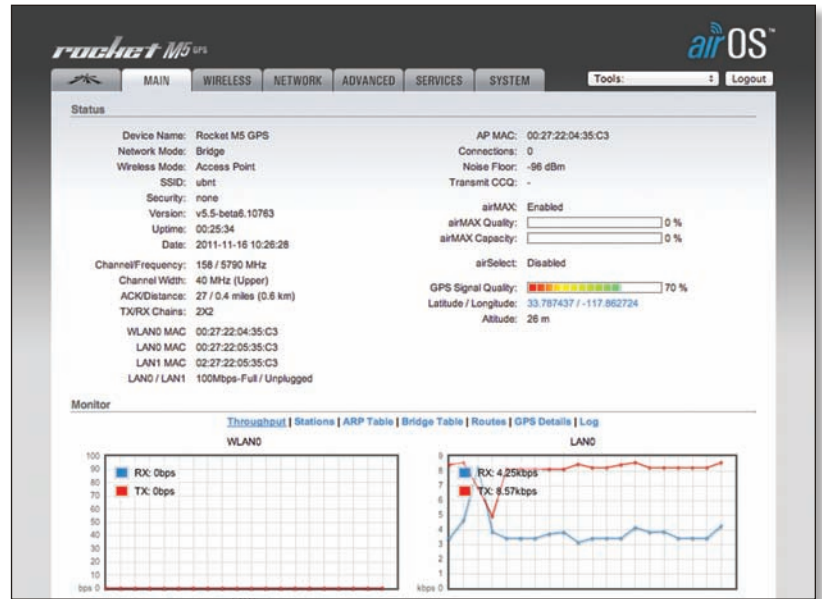 rocket M5 GPS
airOS™
MAIN WIRELESS NETWORK ADVANCED SERVICES SYSTEM Tools: Logout
Status
Device Name: Rocket M5 GPS
Network Mode: Bridge
Wireless Mode: Access Point
SSID: ubnt
Security: none
Version: v5.5-beta6.10763
Uptime: 00:25:34
Date: 2011-11-16 10:26:28
Channel/Frequency: 158 / 5790 MHz
Channel Width: 40 MHz (Upper)
ACK/Distance: 27 / 0.4 miles (0.6 km)
TX/RX Chains: 2X2
WLAN0 MAC 00:27:22:04:35:C3
LAN0 MAC 00:27:22:05:35:C3
LAN1 MAC 02:27:22:05:35:C3
LAN0 / LAN1 100Mbps-Full / Unplugged
AP MAC: 00:27:22:04:35:C3
Connections: 0
Noise Floor: -96 dBm
Transmit CCQ: -
airMAX: Enabled
airMAX Quality: 0 %
airMAX Capacity: 0 %
airSelect: Disabled
GPS Signal Quality: 70 %
Latitude / Longitude: 33.787437 / -117.862724
Altitude: 26 m
Monitor
Throughput | Stations | ARP Table | Bridge Table | Routes | GPS Details | Log
WLAN0
100
90
80
70
60
50
40
30
20
10
bps 0
RX: 0bps
TX: 0bps
LAN0
9
8
7
6
5
4
3
2
1
kbps 0
RX: 4.25kbps
TX: 8.57kbps